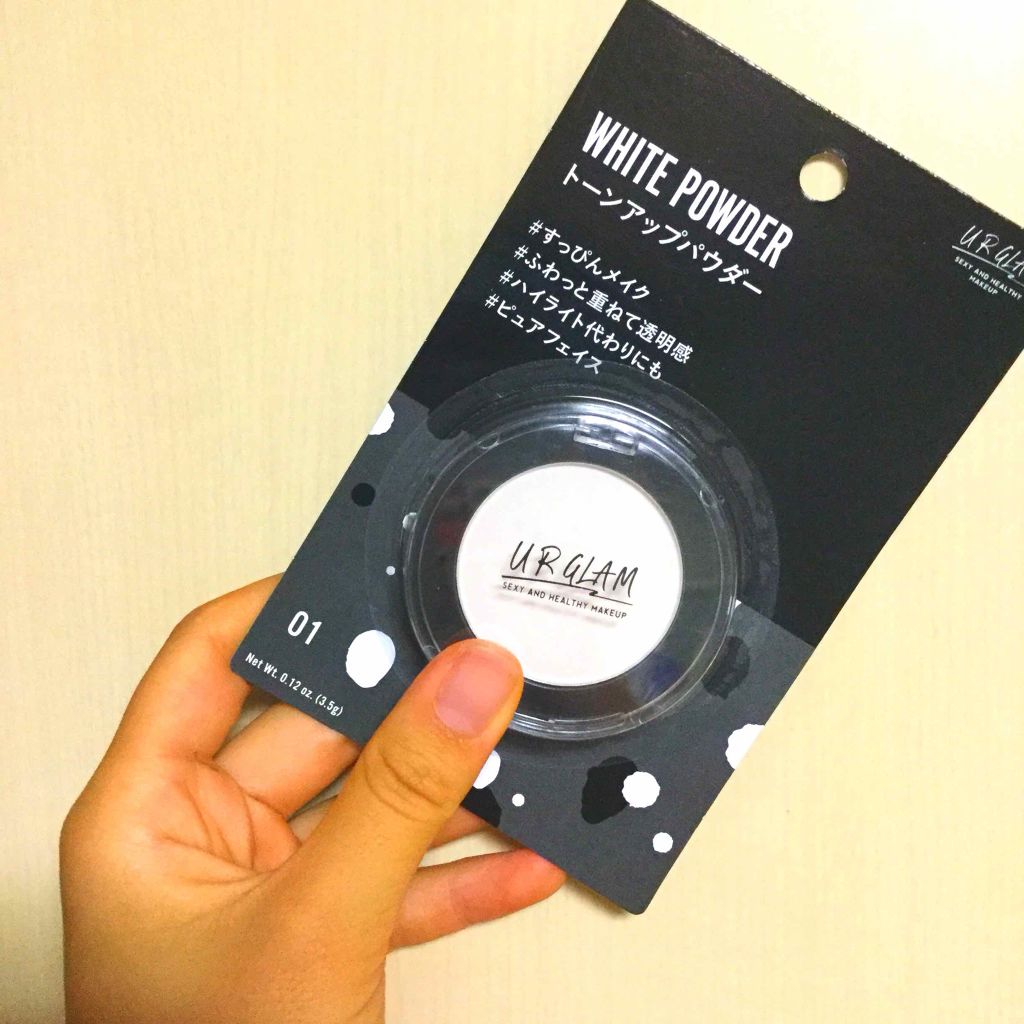 WHITE POWDER
トーンアップパウダー
#すっぴんメイク
#ふわっと重ねて透明感
#ハイライト代わりにも
#ピュアフェイス
UR GLAM
SEXY AND HEALTHY
MAKEUP
UR GLAM
SEXY AND HEALTHY MAKEUP
01
Net Wt. 0.12 oz. (3.5g)